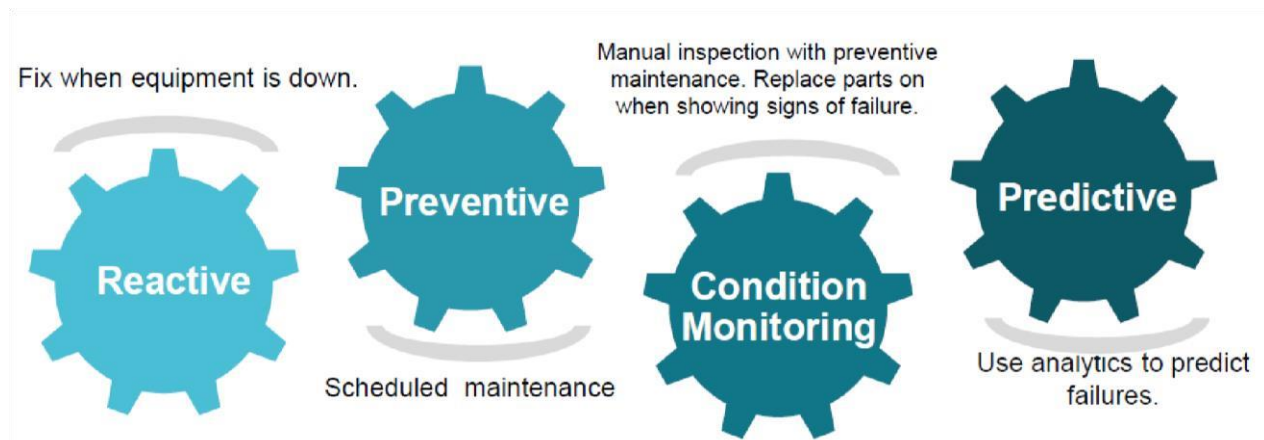 Fix when equipment is down.
Reactive
Preventive
Scheduled maintenance
Manual inspection with preventive
maintenance. Replace parts on
when showing signs of failure.
Condition
Monitoring
Predictive
Use analytics to predict
failures.